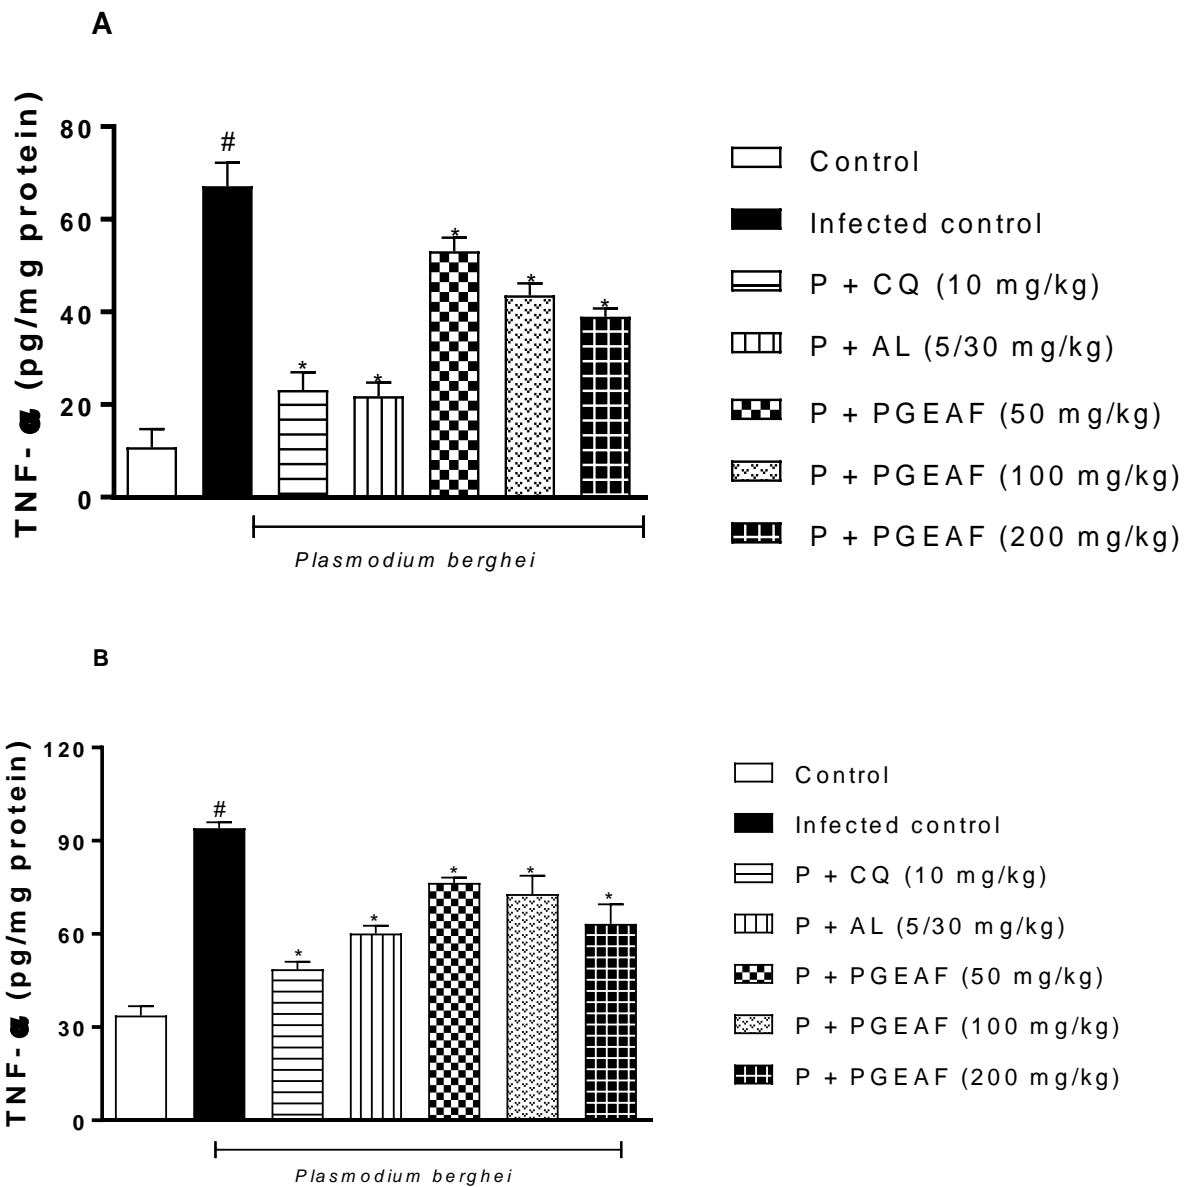 A
TNF-α (pg/mg protein)
80
60
40
20
0
#
*
*
*
*
*
Plasmodium berghei
Control
Infected control
P + CQ (10 mg/kg)
P + AL (5/30 mg/kg)
P + PGEAF (50 mg/kg)
P + PGEAF (100 mg/kg)
P + PGEAF (200 mg/kg)
B
TNF-α (pg/mg protein)
120
90
60
30
0
#
*
*
*
*
*
Plasmodium berghei
Control
Infected control
P + CQ (10 mg/kg)
P + AL (5/30 mg/kg)
P + PGEAF (50 mg/kg)
P + PGEAF (100 mg/kg)
P + PGEAF (200 mg/kg)